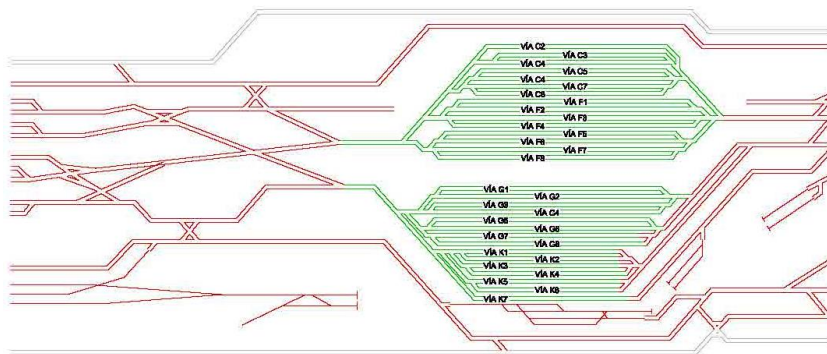 VÍA C2
VÍA C3
VÍA C4
VÍA C5
VÍA C4
VÍA C7
VÍA C8
VÍA F1
VÍA F2
VÍA F3
VÍA F4
VÍA F5
VÍA F6
VÍA F7
VÍA F8
VÍA G1
VÍA G2
VÍA G3
VÍA C4
VÍA G5
VÍA G6
VÍA G7
VÍA G8
VÍA K1
VÍA K2
VÍA K3
VÍA K4
VÍA K5
VÍA K6
VÍA K7